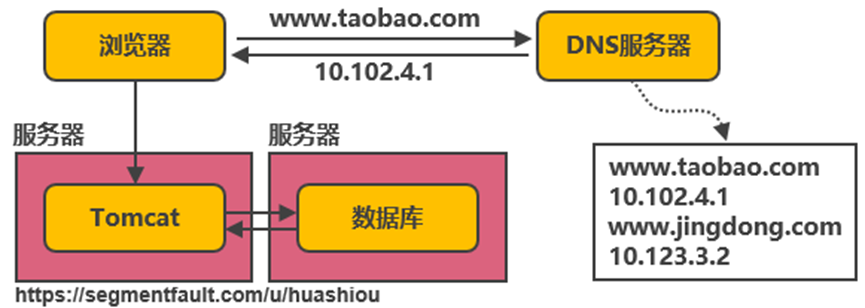 www.taobao.com
浏览器
DNS服务器
10.102.4.1
服务器
服务器
Tomcat
数据库
www.taobao.com
10.102.4.1
www.jingdong.com
10.123.3.2
https://segmentfault.com/u/huashiou